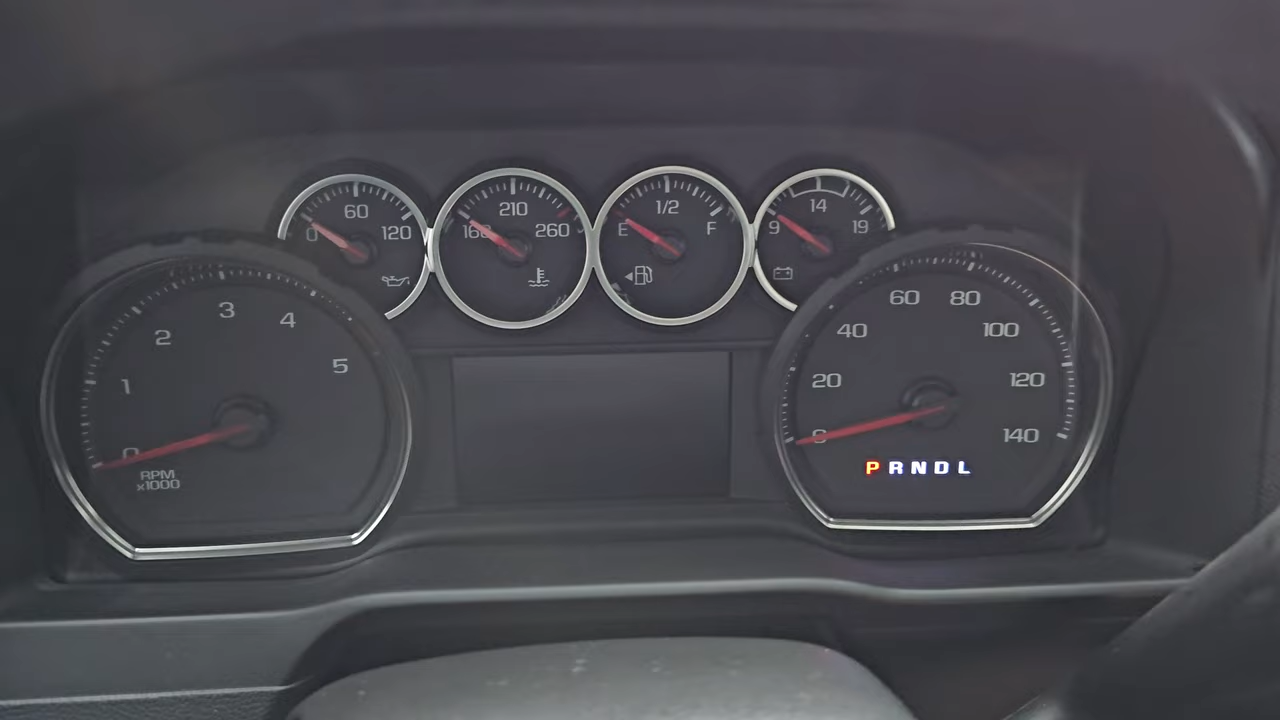 0 60 120
160 210 260
E 1/2 F
9 14 19
0 1 2 3 4 5
RPM
x1000
0 20 40 60 80 100 120 140
P R N D L